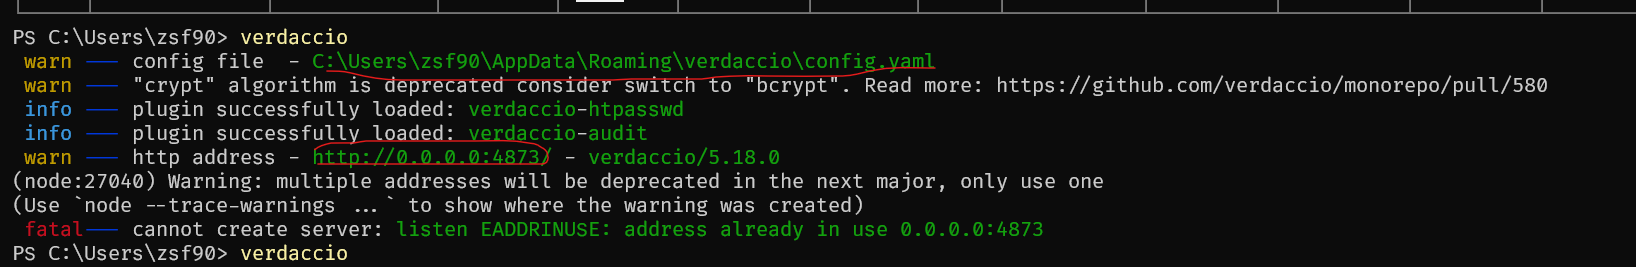 PS C:\Users\zsf90> verdaccio
warn --- config file  - C:\Users\zsf90\AppData\Roaming\verdaccio\config.yaml
warn --- "crypt" algorithm is deprecated consider switch to "bcrypt". Read more: https://github.com/verdaccio/monorepo/pull/580
info --- plugin successfully loaded: verdaccio-htpasswd
info --- plugin successfully loaded: verdaccio-audit
warn --- http address - http://0.0.0.0:4873/ - verdaccio/5.18.0
(node:27040) Warning: multiple addresses will be deprecated in the next major, only use one
(Use `node --trace-warnings ...` to show where the warning was created)
fatal--- cannot create server: listen EADDRINUSE: address already in use 0.0.0.0:4873
PS C:\Users\zsf90> verdaccio